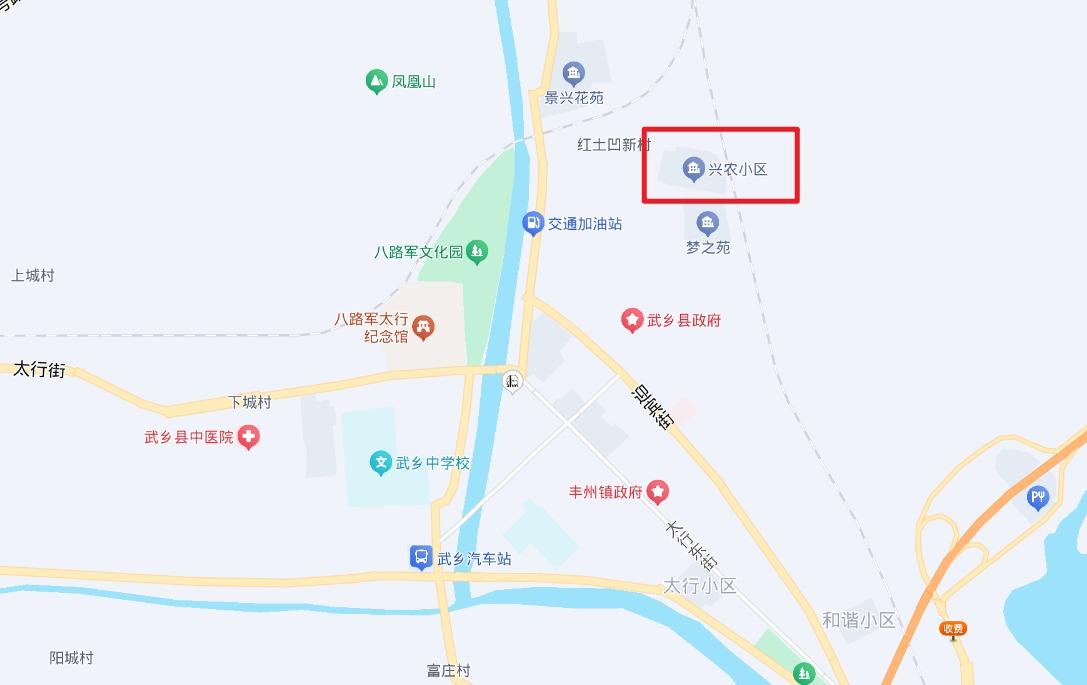 凤凰山
景兴花苑
红土凹新村
兴农小区
交通加油站
梦之苑
八路军文化园
上城村
八路军太行
纪念馆
武乡县政府
太行街
下城村
迎宾街
武乡县中医院
武乡中学校
丰州镇政府
P
太行东街
武乡汽车站
太行小区
和谐小区
收费
阳城村
富庄村